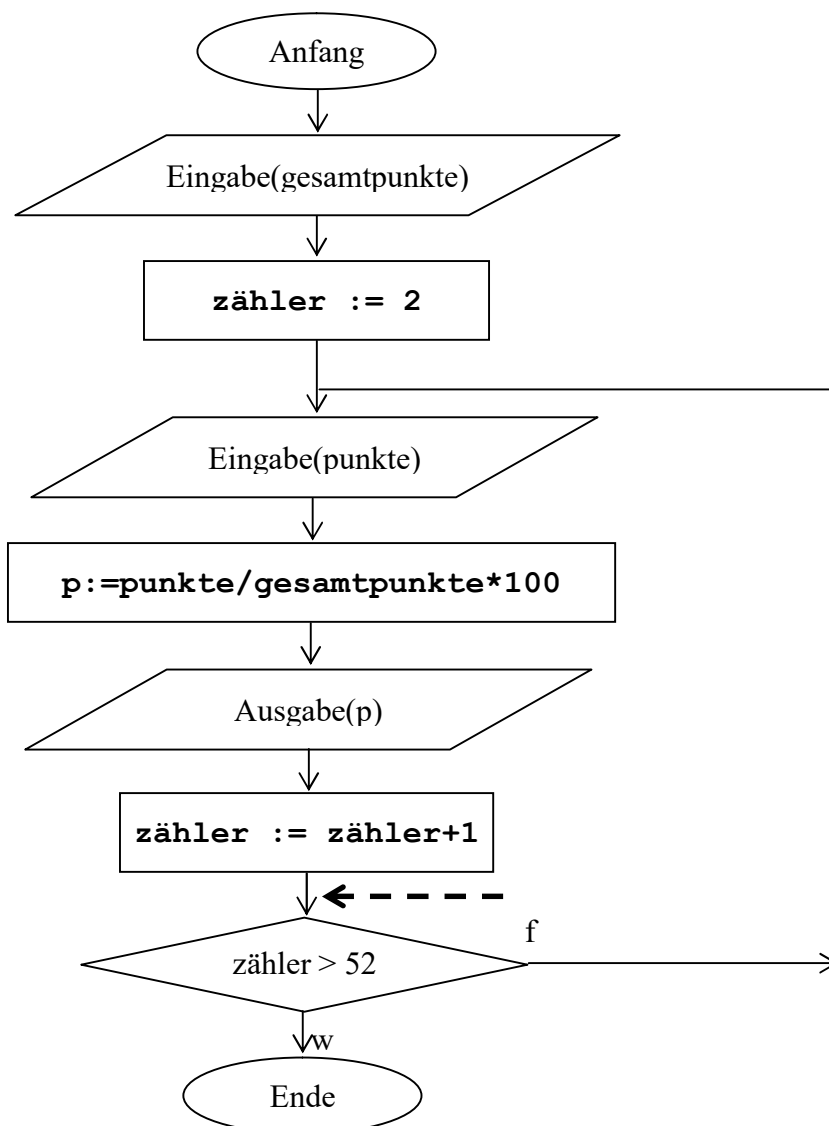 Anfang
Eingabe(gesamtpunkte)
zähler := 2
Eingabe(punkte)
p:=punkte/gesamtpunkte*100
Ausgabe(p)
zähler := zähler+1
f
zähler > 52
w
Ende